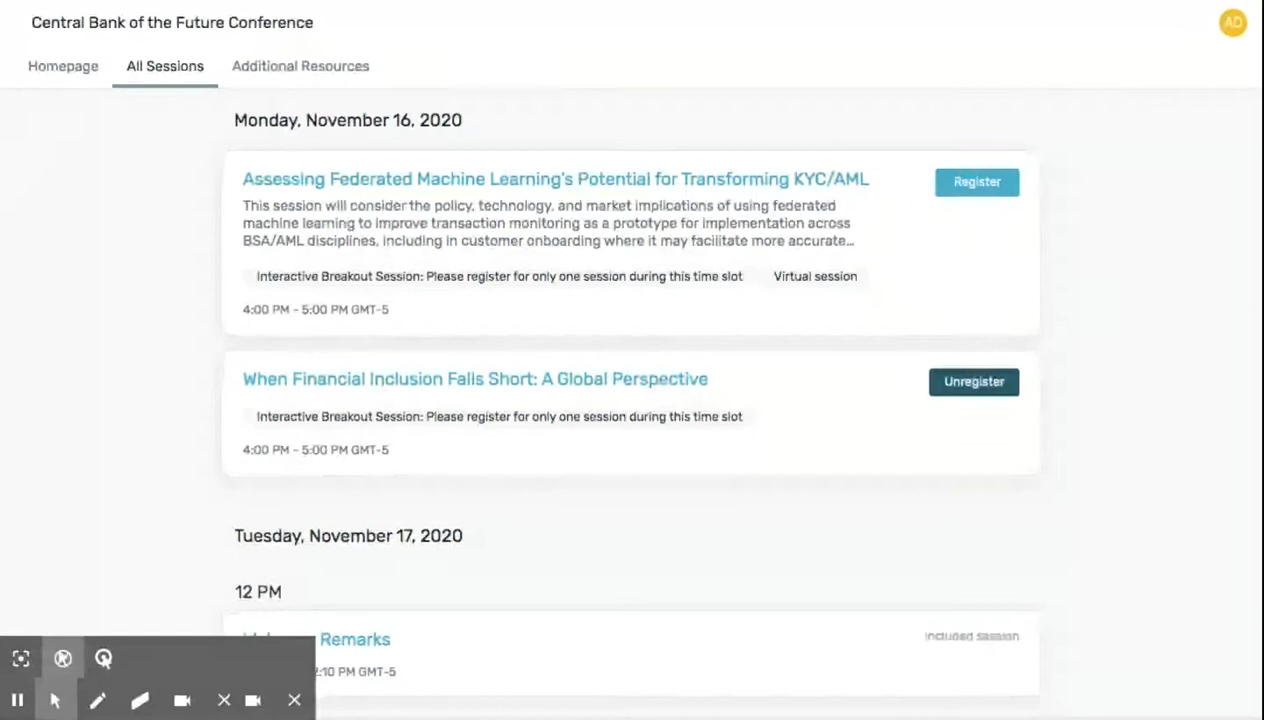 Central Bank of the Future Conference
AD
Homepage
All Sessions
Additional Resources
Monday, November 16, 2020
Assessing Federated Machine Learning's Potential for Transforming KYC/AML
Register
This session will consider the policy, technology, and market implications of using federated
machine learning to improve transaction monitoring as a prototype for implementation across
BSA/AML disciplines, including in customer onboarding where it may facilitate more accurate...
Interactive Breakout Session: Please register for only one session during this time slot
Virtual session
4:00 PM - 5:00 PM GMT-5
When Financial Inclusion Falls Short: A Global Perspective
Unregister
Interactive Breakout Session: Please register for only one session during this time slot
4:00 PM - 5:00 PM GMT-5
Tuesday, November 17, 2020
12 PM
Remarks
Included session
2:10 PM GMT-5